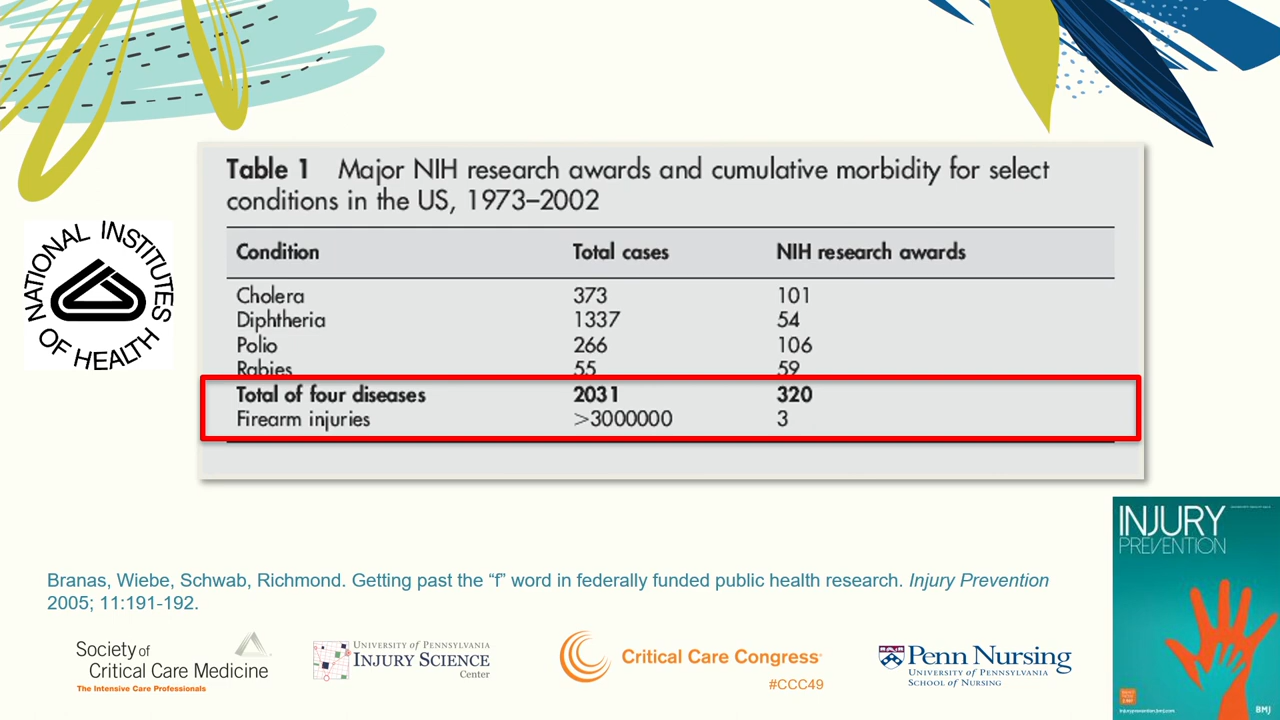 Table 1 Major NIH research awards and cumulative morbidity for select
conditions in the US, 1973–2002
Condition Total cases NIH research awards
Cholera 373 101
Diphtheria 1337 54
Polio 266 106
Rabies 55 59
Total of four diseases 2031 320
Firearm injuries >3000000 3
NATIONAL INSTITUTES
OF HEALTH
Branas, Wiebe, Schwab, Richmond. Getting past the “f” word in federally funded public health research. Injury Prevention
2005; 11:191-192.
INJURY
PREVENTION
injuryprevention.bmj.com
BMJ
Society of
Critical Care Medicine
The Intensive Care Professionals
UNIVERSITY of PENNSYLVANIA
INJURY SCIENCE
Center
Critical Care Congress
#CCC49
Penn Nursing
UNIVERSITY of PENNSYLVANIA
SCHOOL of NURSING